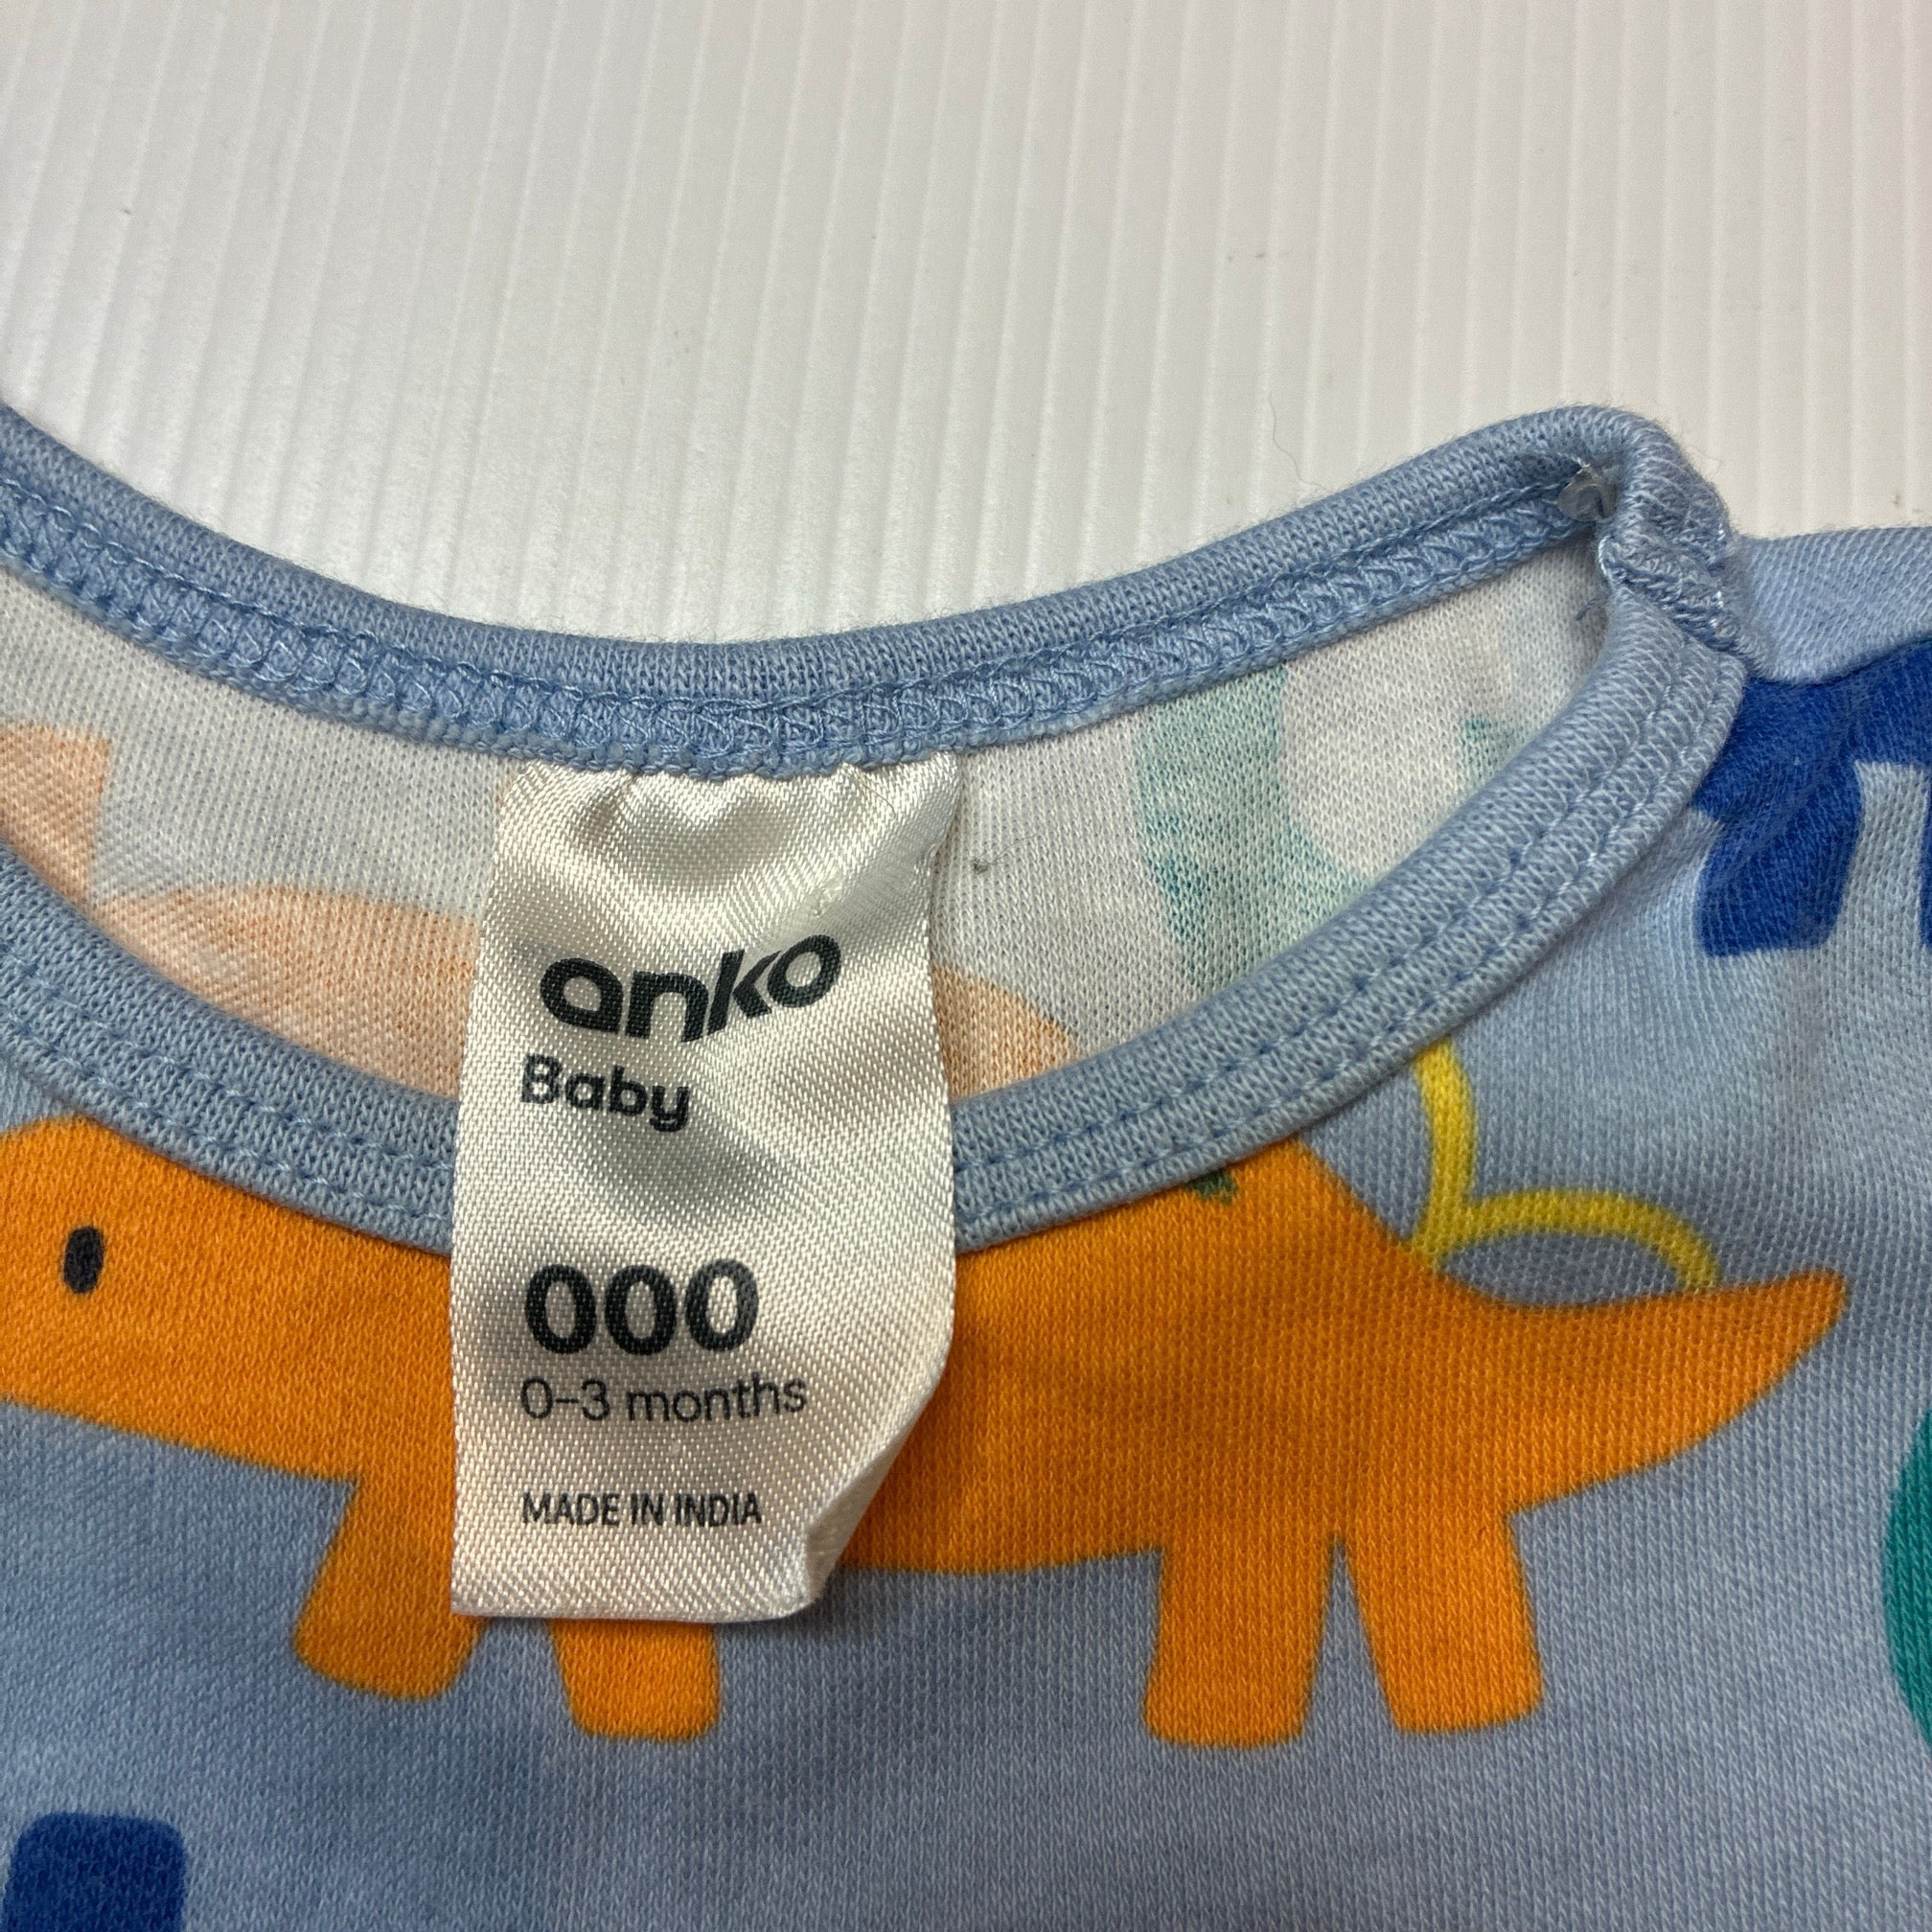 anko
Baby
000
0-3 months
MADE IN INDIA